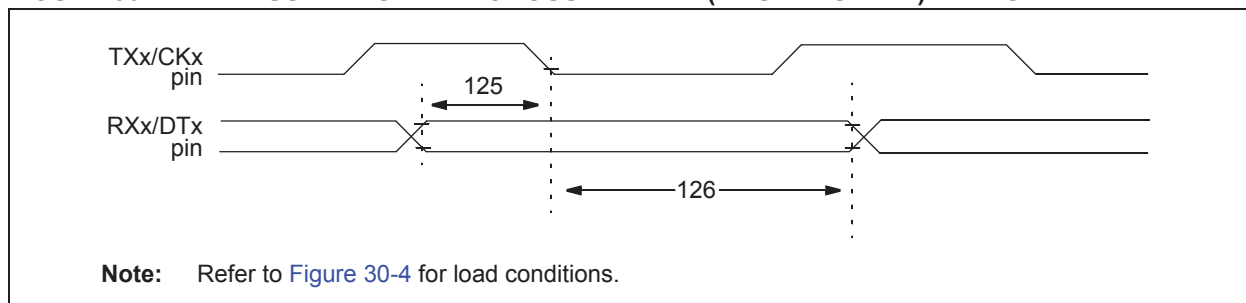 TXx/CKx
pin
125
RXx/DTx
pin
126
Note: Refer to Figure 30-4 for load conditions.